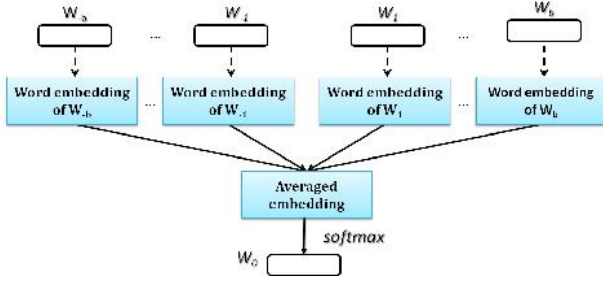 W-b ... W-1 W1 ... Wb
Word embedding of W-b ... Word embedding of W-1 Word embedding of W1 ... Word embedding of Wb
Averaged embedding
softmax
W0